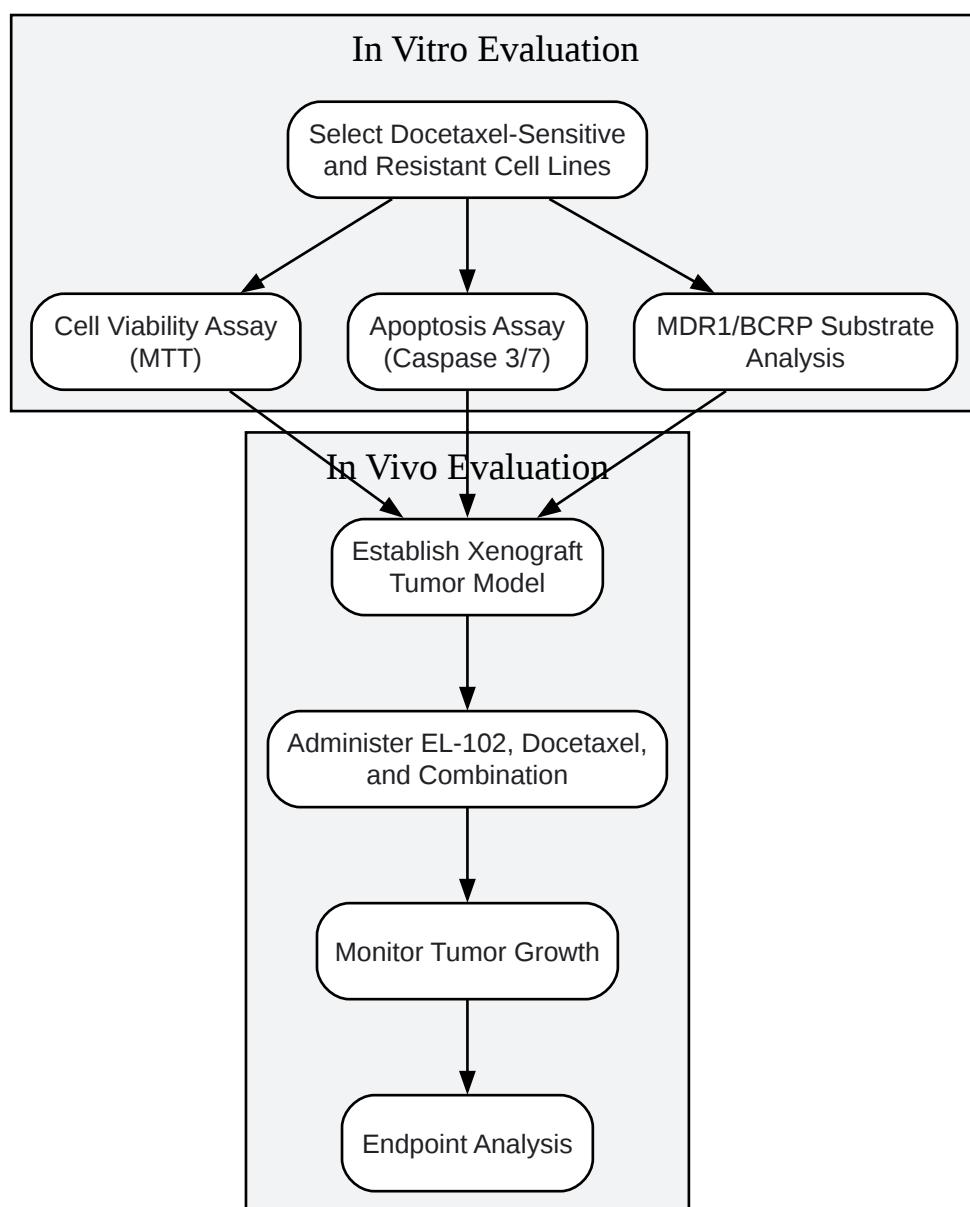 In Vitro Evaluation
Select Docetaxel-Sensitive
and Resistant Cell Lines
Cell Viability Assay
(MTT)
Apoptosis Assay
(Caspase 3/7)
MDR1/BCRP Substrate
Analysis
In Vivo Evaluation
Establish Xenograft
Tumor Model
Administer EL-102, Docetaxel,
and Combination
Monitor Tumor Growth
Endpoint Analysis